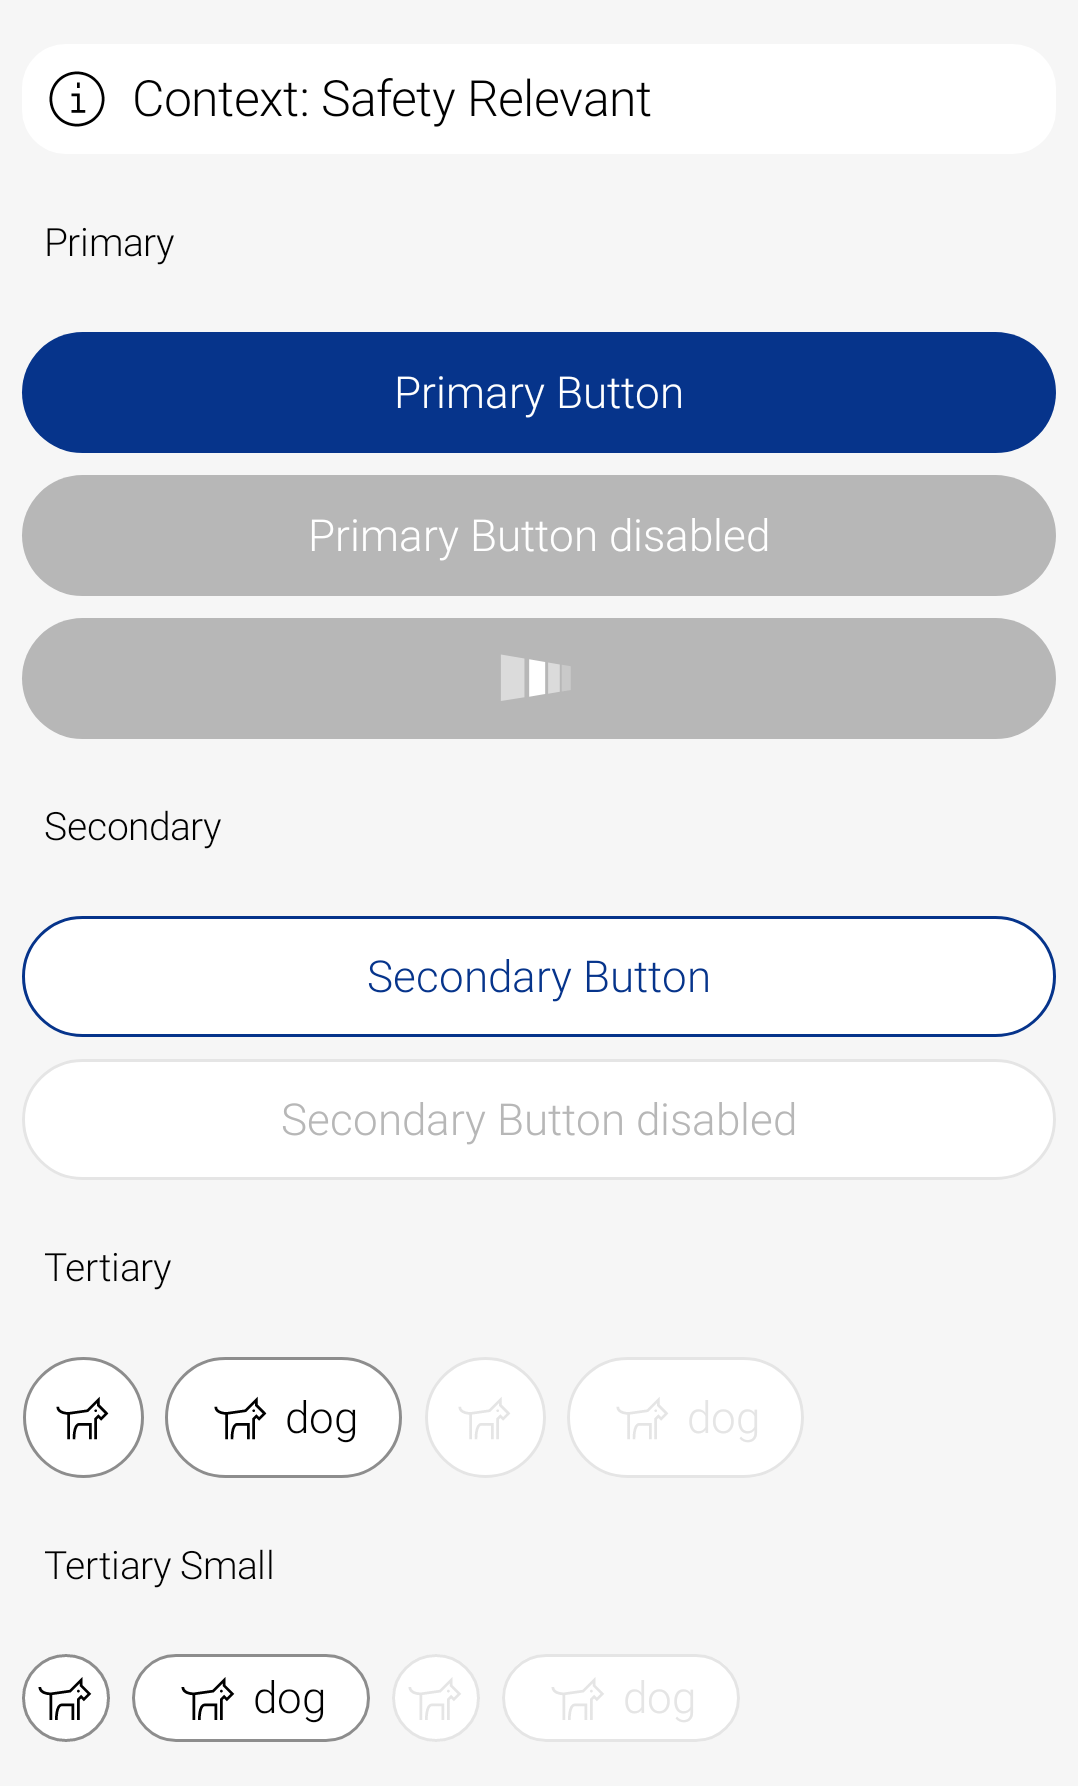 Context: Safety Relevant
Primary
Primary Button
Primary Button disabled
Secondary
Secondary Button
Secondary Button disabled
Tertiary
dog dog
Tertiary Small
dog dog